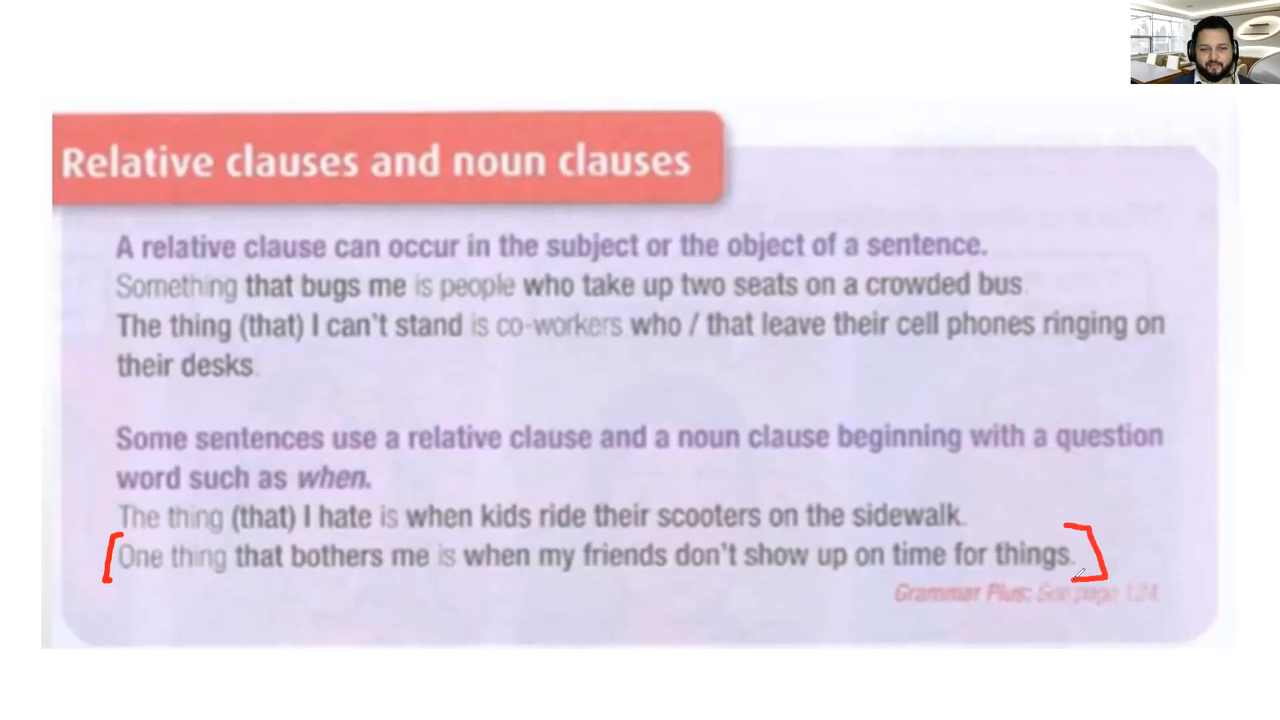 Relative clauses and noun clauses
A relative clause can occur in the subject or the object of a sentence.
Something that bugs me is people who take up two seats on a crowded bus.
The thing (that) I can't stand is co-workers who / that leave their cell phones ringing on
their desks.
Some sentences use a relative clause and a noun clause beginning with a question
word such as when.
The thing (that) I hate is when kids ride their scooters on the sidewalk.
One thing that bothers me is when my friends don't show up on time for things.
Grammar Plus: See page 124